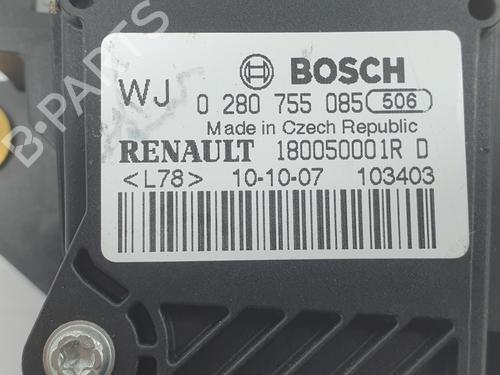 BOSCH
WJ 0 280 755 085 506
Made in Czech Republic
RENAULT 180050001R D
<L78> 10-10-07 103403
B-PARTS